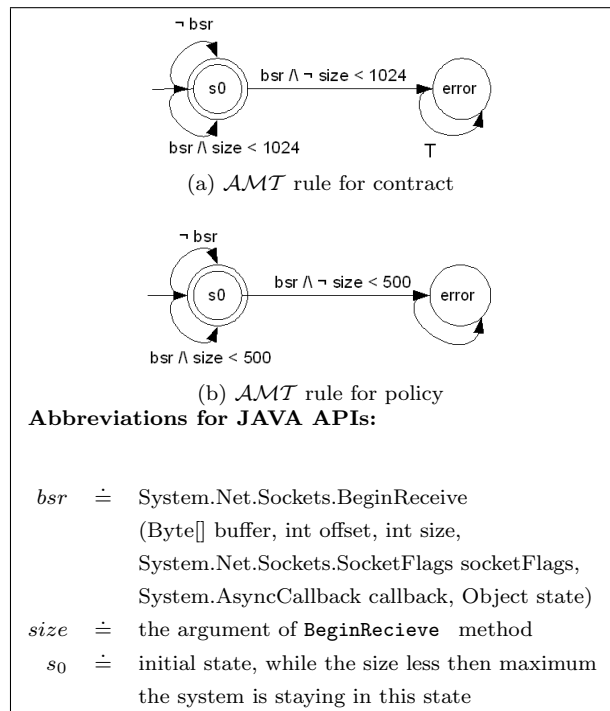 ¬ bsr
s0
bsr /\ ¬ size < 1024
error
bsr /\ size < 1024
T
(a) AMT rule for contract
¬ bsr
s0
bsr /\ ¬ size < 500
error
bsr /\ size < 500
(b) AMT rule for policy
Abbreviations for JAVA APIs:
bsr ≐ System.Net.Sockets.BeginReceive
(Byte[] buffer, int offset, int size,
System.Net.Sockets.SocketFlags socketFlags,
System.AsyncCallback callback, Object state)
size ≐ the argument of BeginRecieve method
s0 ≐ initial state, while the size less then maximum
the system is staying in this state